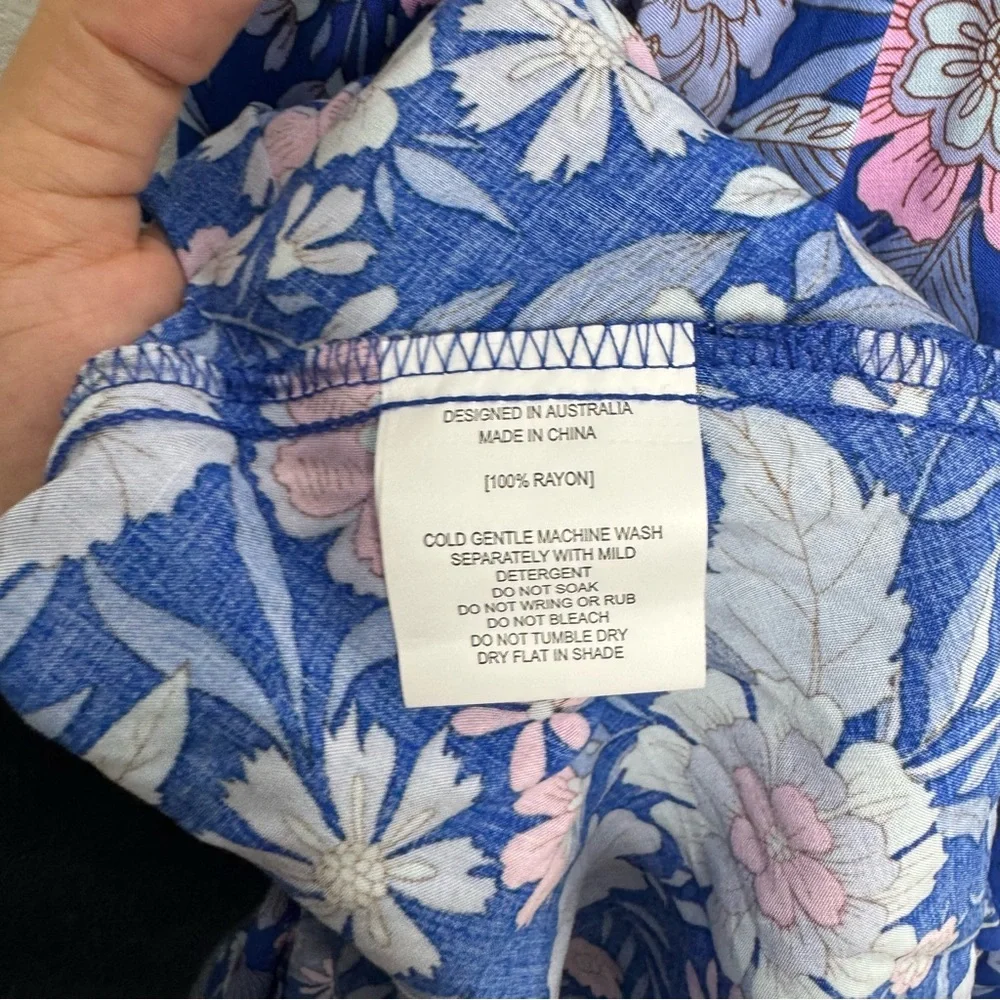 DESIGNED IN AUSTRALIA
MADE IN CHINA
[100% RAYON]
COLD GENTLE MACHINE WASH
SEPARATELY WITH MILD
DETERGENT
DO NOT SOAK
DO NOT WRING OR RUB
DO NOT BLEACH
DO NOT TUMBLE DRY
DRY FLAT IN SHADE